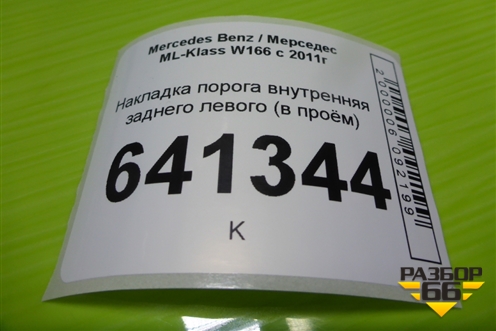 Mercedes Benz / Мерседес
ML-Klass W166 с 2011г
Накладка порога внутренняя
заднего левого (в проём)
641344
К
2000006092199
РАЗБОР
66